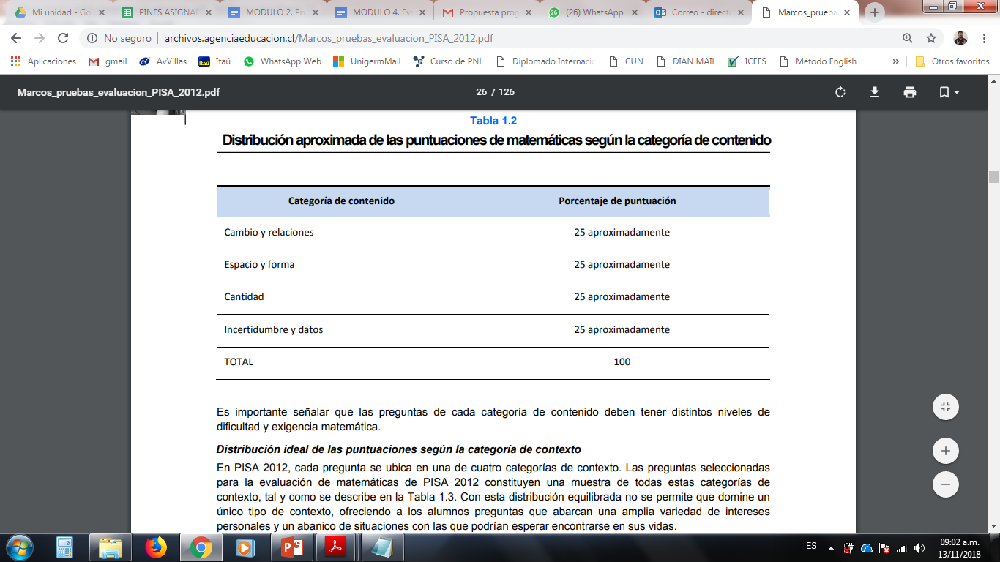 Mi unidad - Go
PINES ASIGNA
MODULO 2. Pr
MODULO 4. Ev
Propuesta prog
(26) WhatsApp
Correo - direct
Marcos_prueba
No seguro | archivos.agenciaeducacion.cl/Marcos_pruebas_evaluacion_PISA_2012.pdf
Aplicaciones gmail AvVillas Itaú WhatsApp Web UnigermMail Curso de PNL Diplomado Internaci CUN DIAN MAIL ICFES Método English » Otros favoritos
Marcos_pruebas_evaluacion_PISA_2012.pdf 26 / 126
Tabla 1.2
Distribución aproximada de las puntuaciones de matemáticas según la categoría de contenido
Categoría de contenido Porcentaje de puntuación
Cambio y relaciones 25 aproximadamente
Espacio y forma 25 aproximadamente
Cantidad 25 aproximadamente
Incertidumbre y datos 25 aproximadamente
TOTAL 100
Es importante señalar que las preguntas de cada categoría de contenido deben tener distintos niveles de
dificultad y exigencia matemática.
Distribución ideal de las puntuaciones según la categoría de contexto
En PISA 2012, cada pregunta se ubica en una de cuatro categorías de contexto. Las preguntas seleccionadas
para la evaluación de matemáticas de PISA 2012 constituyen una muestra de todas estas categorías de
contexto, tal y como se describe en la Tabla 1.3. Con esta distribución equilibrada no se permite que domine un
único tipo de contexto, ofreciendo a los alumnos preguntas que abarcan una amplia variedad de intereses
personales y un abanico de situaciones con las que podrían esperar encontrarse en sus vidas.
ES 09:02 a.m.
13/11/2018